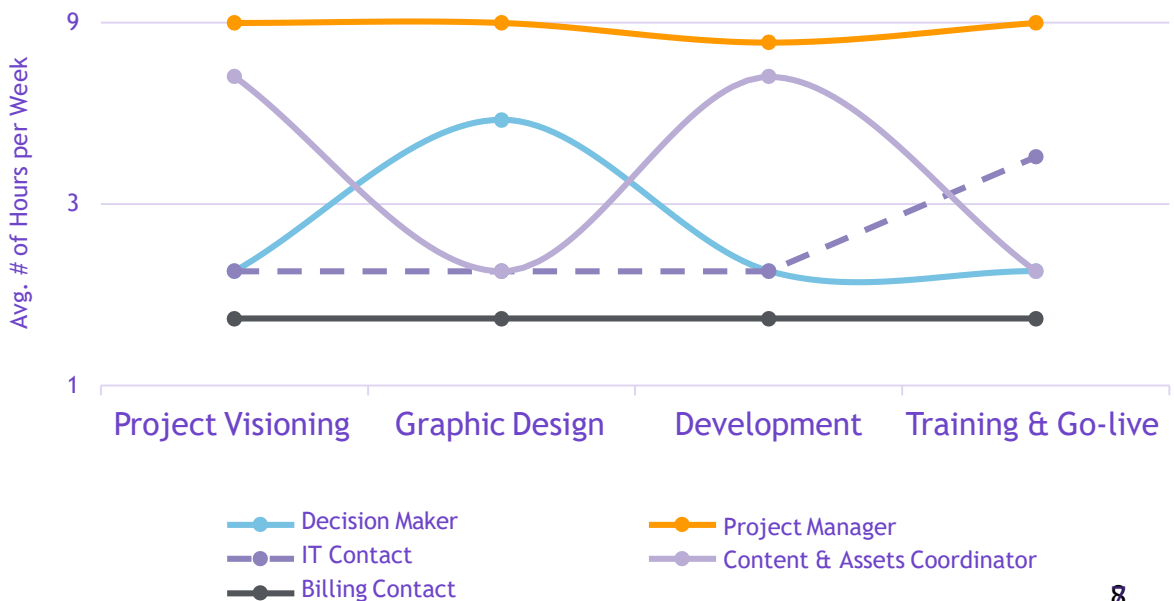 9
Avg. # of Hours per Week
3
1
Project Visioning Graphic Design Development Training & Go-live
Decision Maker
Project Manager
IT Contact
Content & Assets Coordinator
Billing Contact